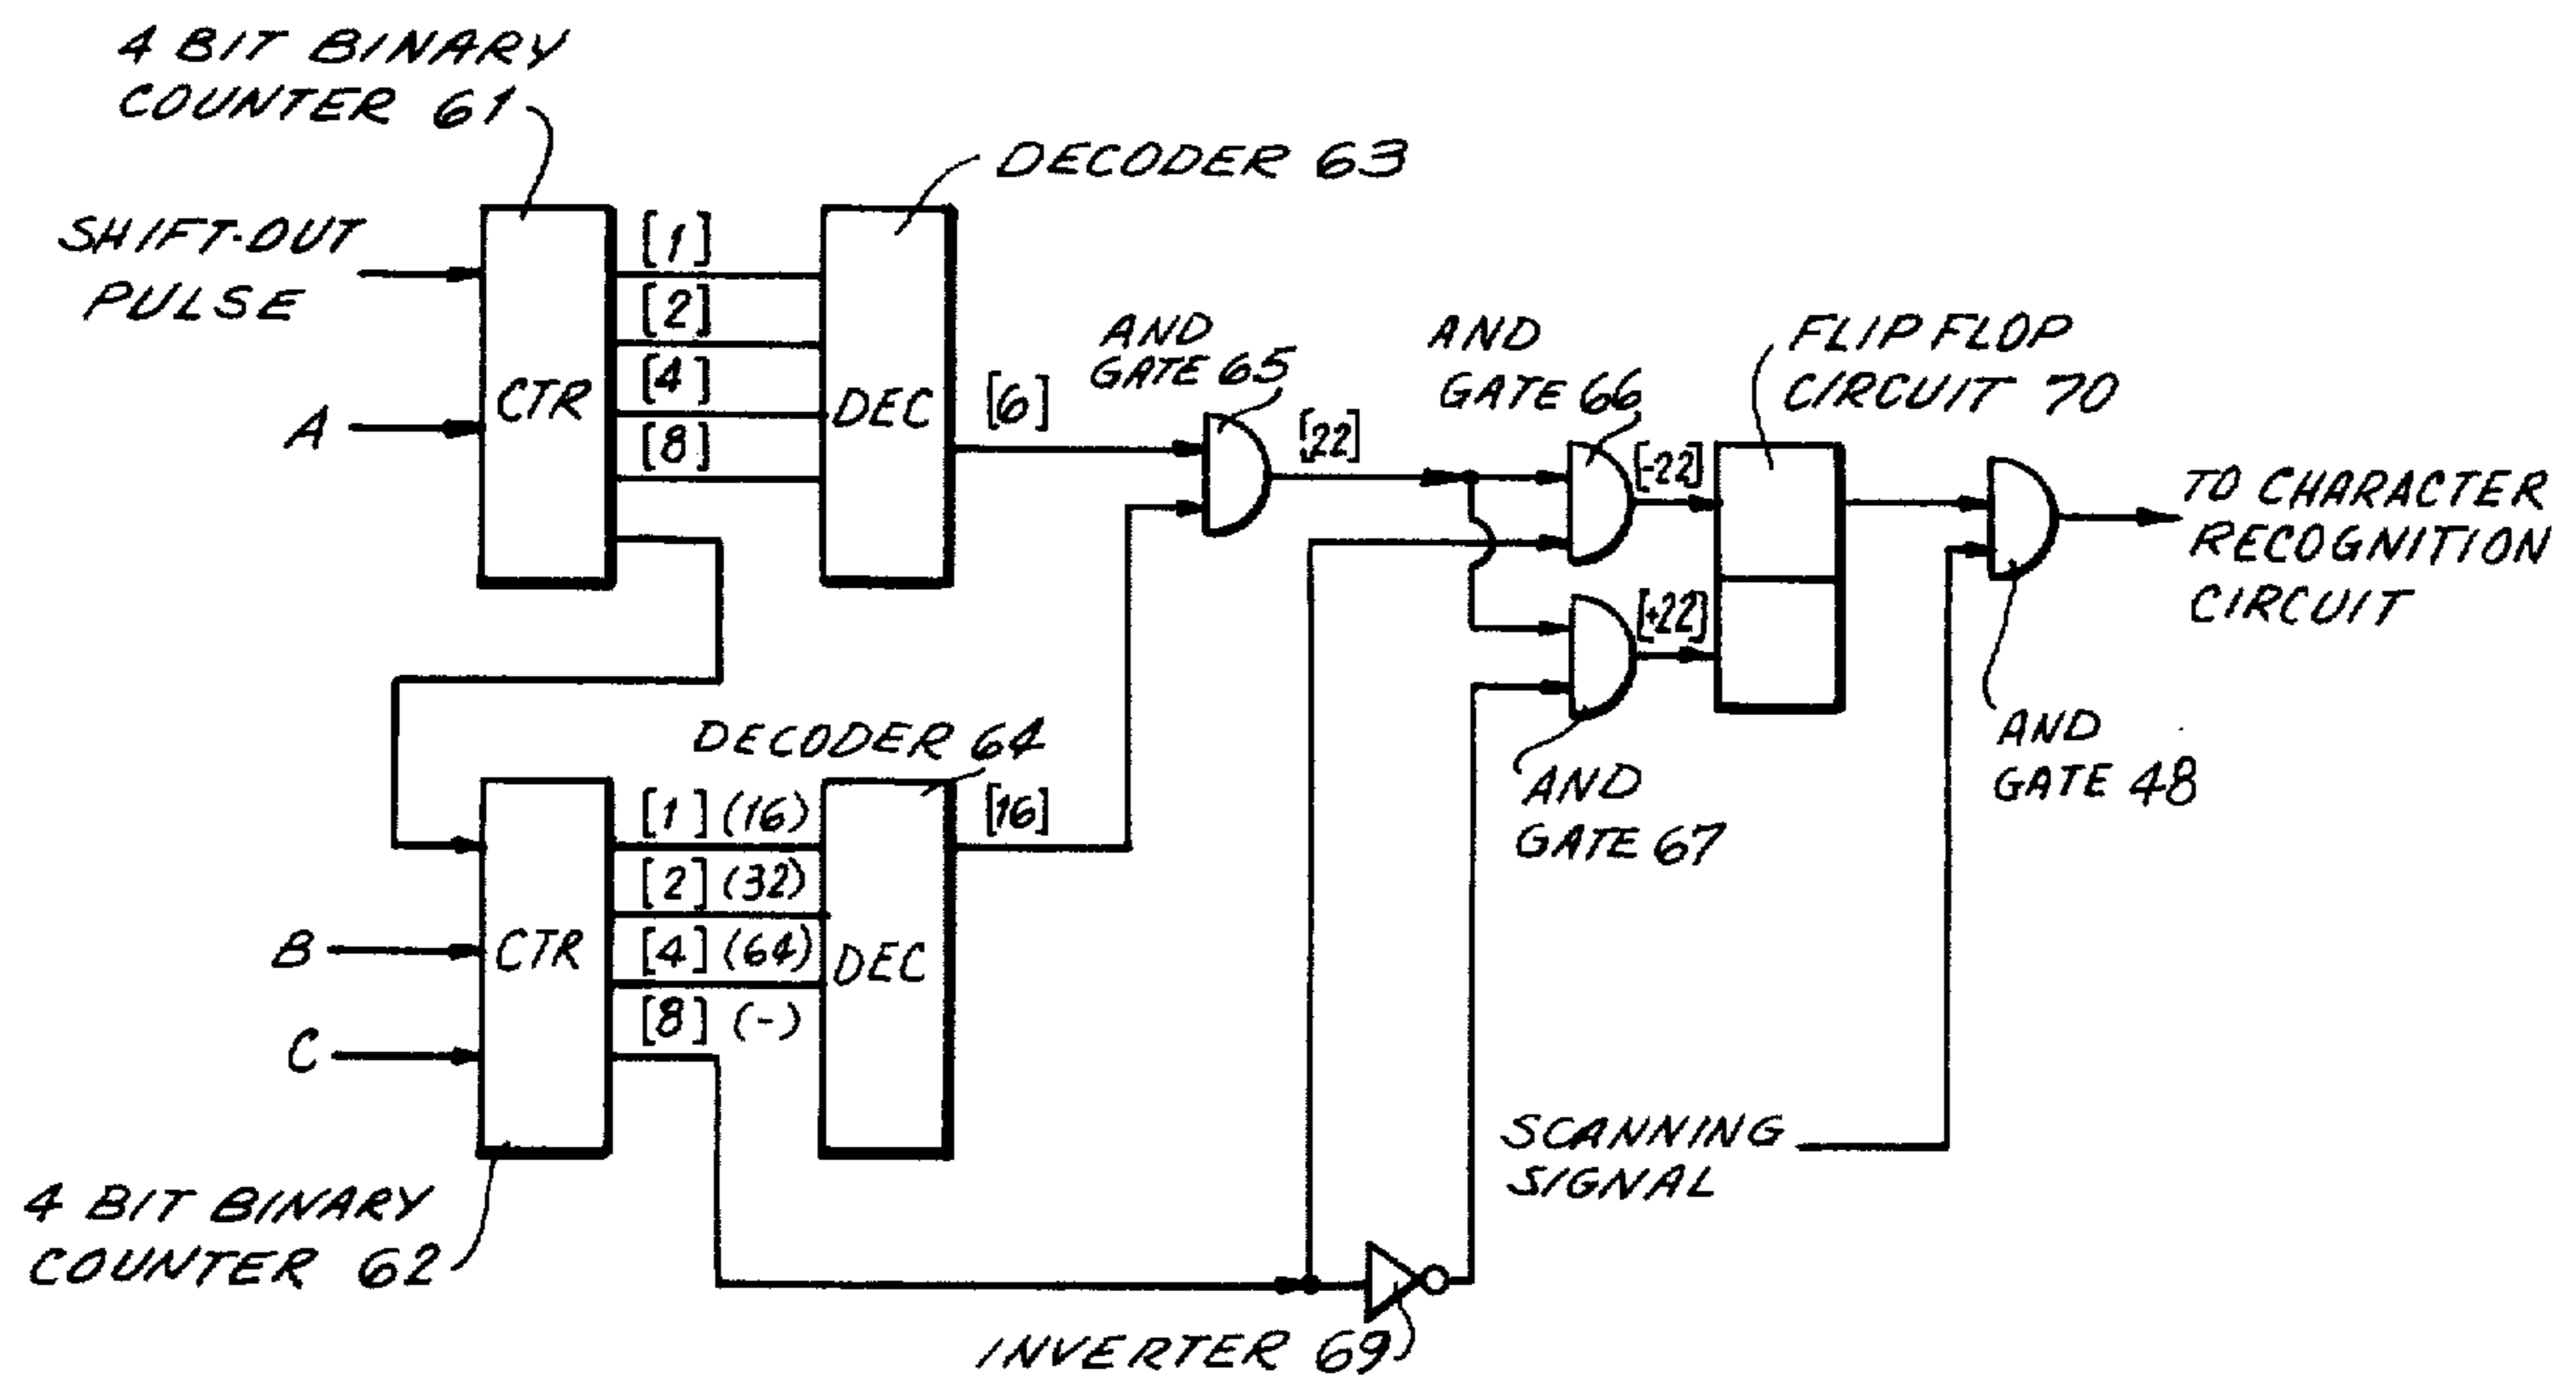 4 BIT BINARY
COUNTER 61
DECODER 63
SHIFT-OUT
PULSE
A
CTR
[1]
[2]
[4]
[8]
DEC
[6]
AND
GATE 65
[22]
AND
GATE 66
[-22]
FLIP FLOP
CIRCUIT 70
TO CHARACTER
RECOGNITION
CIRCUIT
[+22]
AND
GATE 67
AND
GATE 48
DECODER 64
B
C
CTR
[1] (16)
[2] (32)
[4] (64)
[8] (-)
DEC
[16]
SCANNING
SIGNAL
4 BIT BINARY
COUNTER 62
INVERTER 69